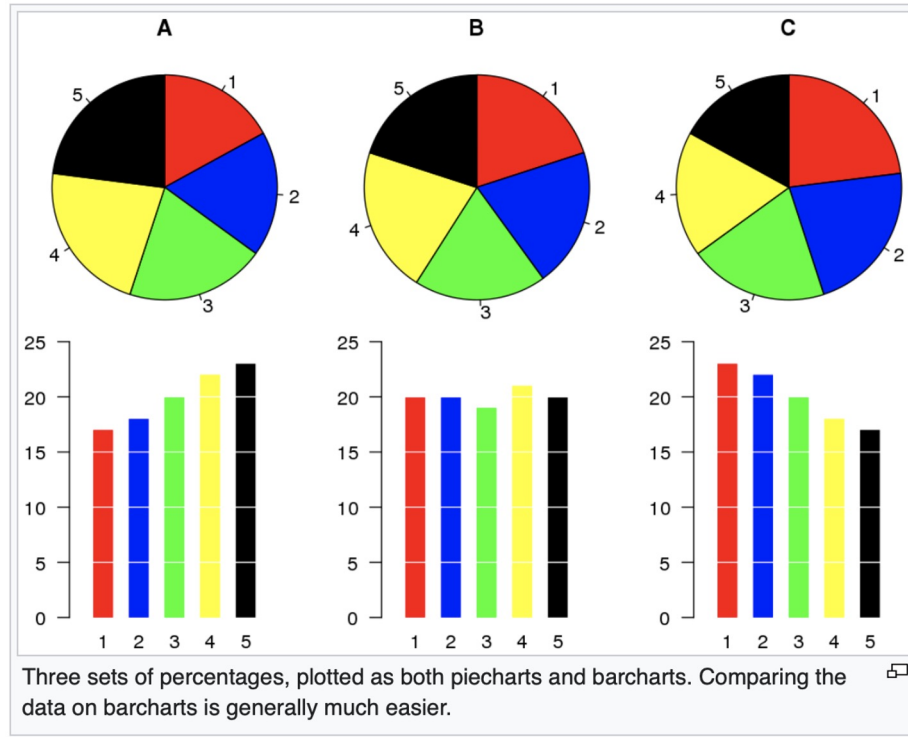 A B C
5 1 5 1 5 1
2 4 2 4 2
4 3 3 3
25 25 25
20 20 20
15 15 15
10 10 10
5 5 5
0 0 0
1 2 3 4 5 1 2 3 4 5 1 2 3 4 5
Three sets of percentages, plotted as both piecharts and barcharts. Comparing the
data on barcharts is generally much easier.